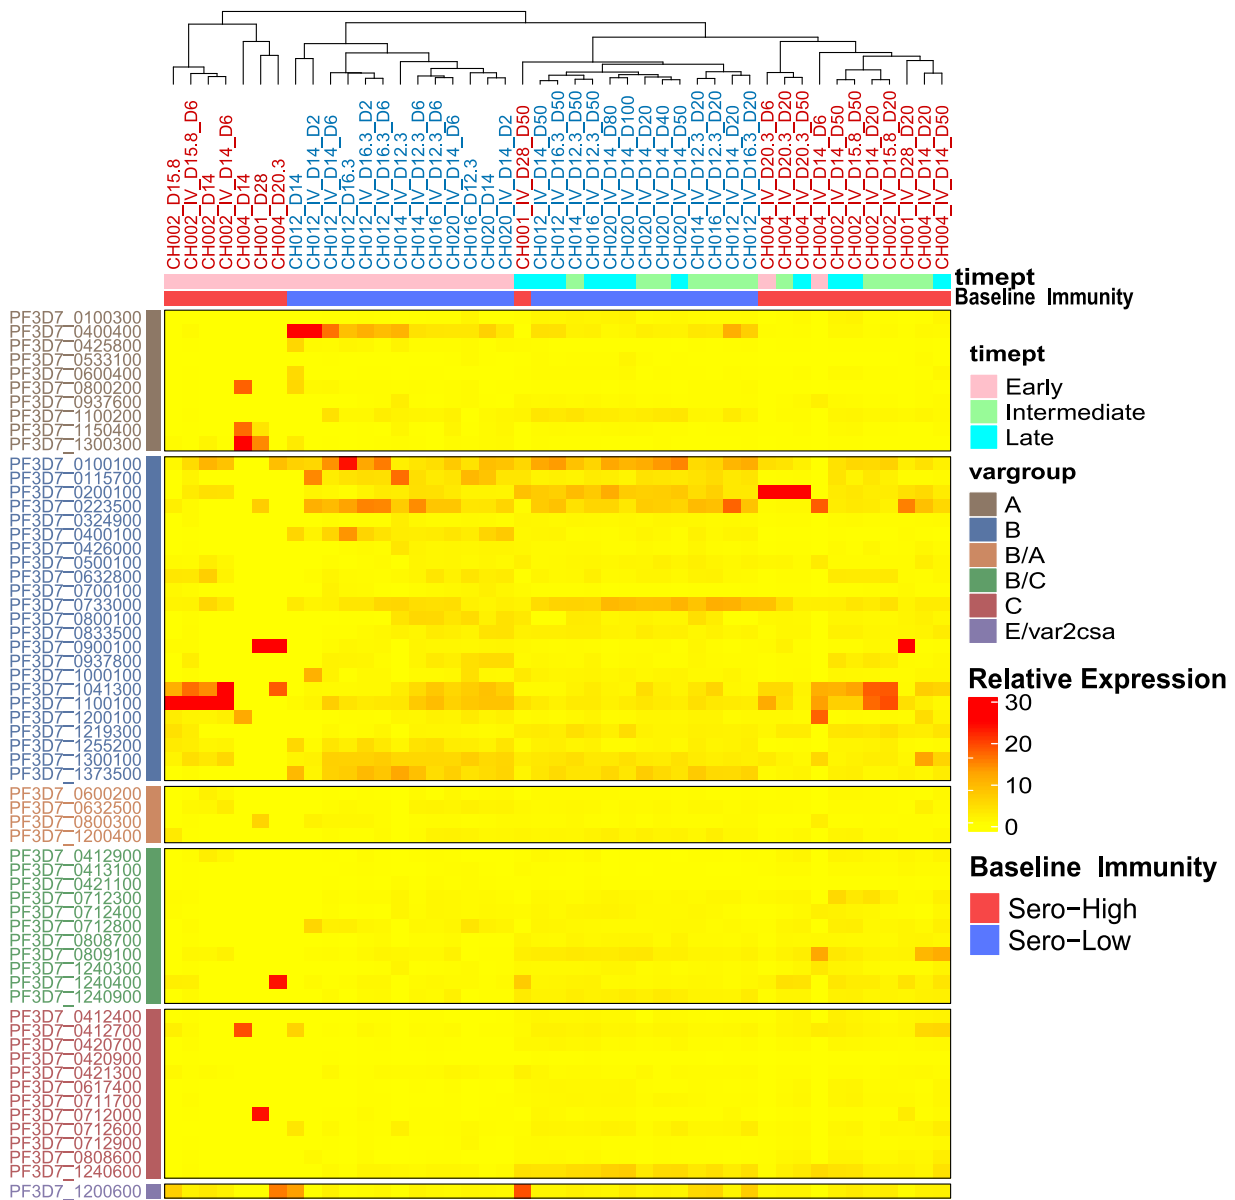 CH002_D15.8
CH002_IV_D15.8_D6
CH002_D14
CH002_IV_D14_D6
CH004_D14
CH001_D28
CH004_D20.3
CH012_D14
CH012_IV_D14_D2
CH012_IV_D14_D6
CH012_D16.3
CH012_IV_D16.3_D2
CH012_IV_D16.3_D6
CH014_IV_D12.3
CH014_IV_D12.3_D6
CH016_IV_D12.3_D6
CH020_IV_D14_D6
CH016_D12.3
CH020_D14
CH020_IV_D14_D2
CH001_IV_D28_D50
CH012_IV_D14_D50
CH012_IV_D16.3_D50
CH014_IV_D12.3_D50
CH016_IV_D12.3_D50
CH020_IV_D14_D80
CH020_IV_D14_D100
CH020_IV_D14_D20
CH020_IV_D14_D40
CH020_IV_D14_D50
CH014_IV_D12.3_D20
CH016_IV_D12.3_D20
CH012_IV_D14_D20
CH012_IV_D16.3_D20
CH004_IV_D20.3_D6
CH004_IV_D20.3_D20
CH004_IV_D20.3_D50
CH004_IV_D14_D6
CH002_IV_D14_D50
CH002_IV_D15.8_D50
CH002_IV_D14_D20
CH002_IV_D15.8_D20
CH001_IV_D28_D20
CH004_IV_D14_D20
CH004_IV_D14_D50
timept
Baseline Immunity
PF3D7_0100300
PF3D7_0400400
PF3D7_0425800
PF3D7_0533100
PF3D7_0600400
PF3D7_0800200
PF3D7_0937600
PF3D7_1100200
PF3D7_1150400
PF3D7_1300300
PF3D7_0100100
PF3D7_0115700
PF3D7_0200100
PF3D7_0223500
PF3D7_0324900
PF3D7_0400100
PF3D7_0426000
PF3D7_0500100
PF3D7_0632800
PF3D7_0700100
PF3D7_0733000
PF3D7_0800100
PF3D7_0833500
PF3D7_0900100
PF3D7_0937800
PF3D7_1000100
PF3D7_1041300
PF3D7_1100100
PF3D7_1200100
PF3D7_1219300
PF3D7_1255200
PF3D7_1300100
PF3D7_1373500
PF3D7_0600200
PF3D7_0632500
PF3D7_0800300
PF3D7_1200400
PF3D7_0412900
PF3D7_0413100
PF3D7_0421100
PF3D7_0712300
PF3D7_0712400
PF3D7_0712800
PF3D7_0808700
PF3D7_0809100
PF3D7_1240300
PF3D7_1240400
PF3D7_1240900
PF3D7_0412400
PF3D7_0412700
PF3D7_0420700
PF3D7_0420900
PF3D7_0421300
PF3D7_0617400
PF3D7_0711700
PF3D7_0712000
PF3D7_0712600
PF3D7_0712900
PF3D7_0808600
PF3D7_1240600
PF3D7_1200600
timept
Early
Intermediate
Late
vargroup
A
B
B/A
B/C
C
E/var2csa
Relative Expression
30
20
10
0
Baseline Immunity
Sero−High
Sero−Low